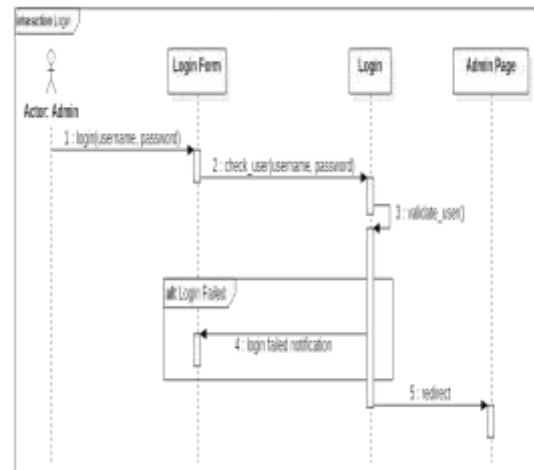 interaction Login
Login Form
Login
Admin Page
Actor: Admin
1 : login(username, password)
2 : check_user(username, password)
3 : validate_user()
alt Login Failed
4 : login failed notification
5 : redirect